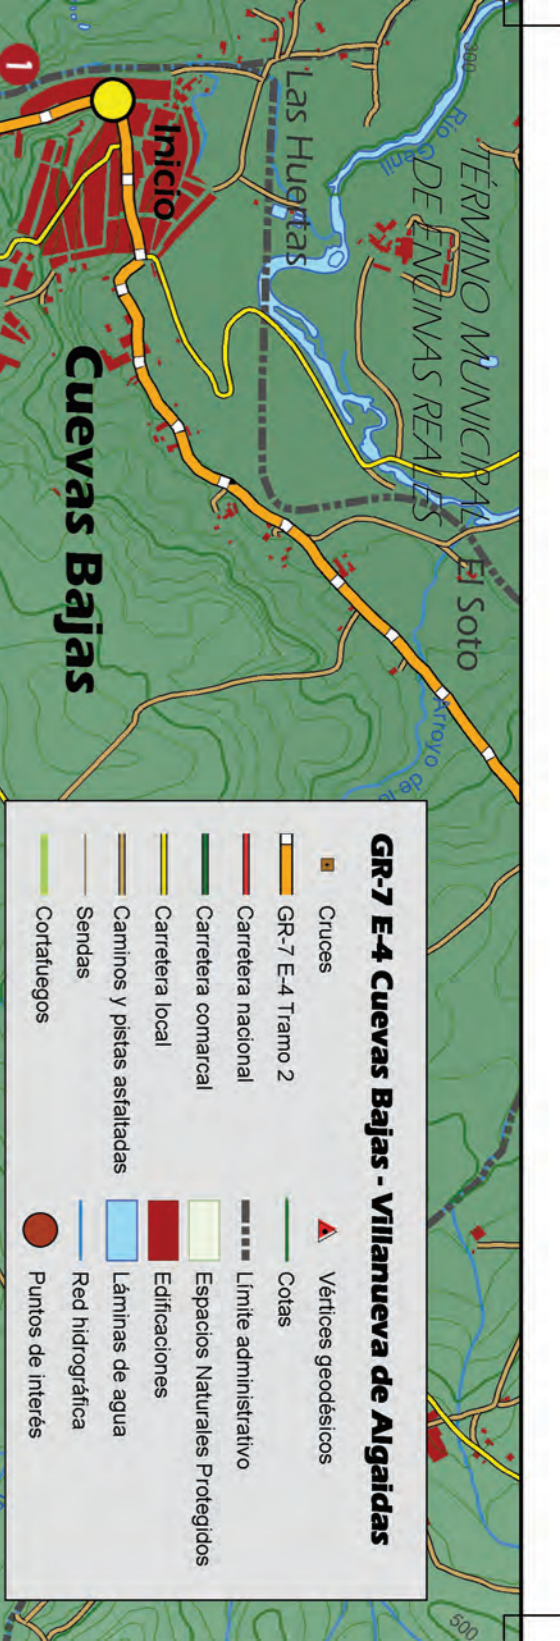 300
Río Genil
TÉRMINO MUNICIPAL
DE ENCINAS REALES
Las Huertas
El Soto
Inicio
1
Cuevas Bajas
Arroyo de
500
GR-7 E-4 Cuevas Bajas - Villanueva de Algaidas
Cruces
GR-7 E-4 Tramo 2
Carretera nacional
Carretera comarcal
Carretera local
Caminos y pistas asfaltadas
Sendas
Cortafuegos
Vértices geodésicos
Cotas
Límite administrativo
Espacios Naturales Protegidos
Edificaciones
Láminas de agua
Red hidrográfica
Puntos de interés